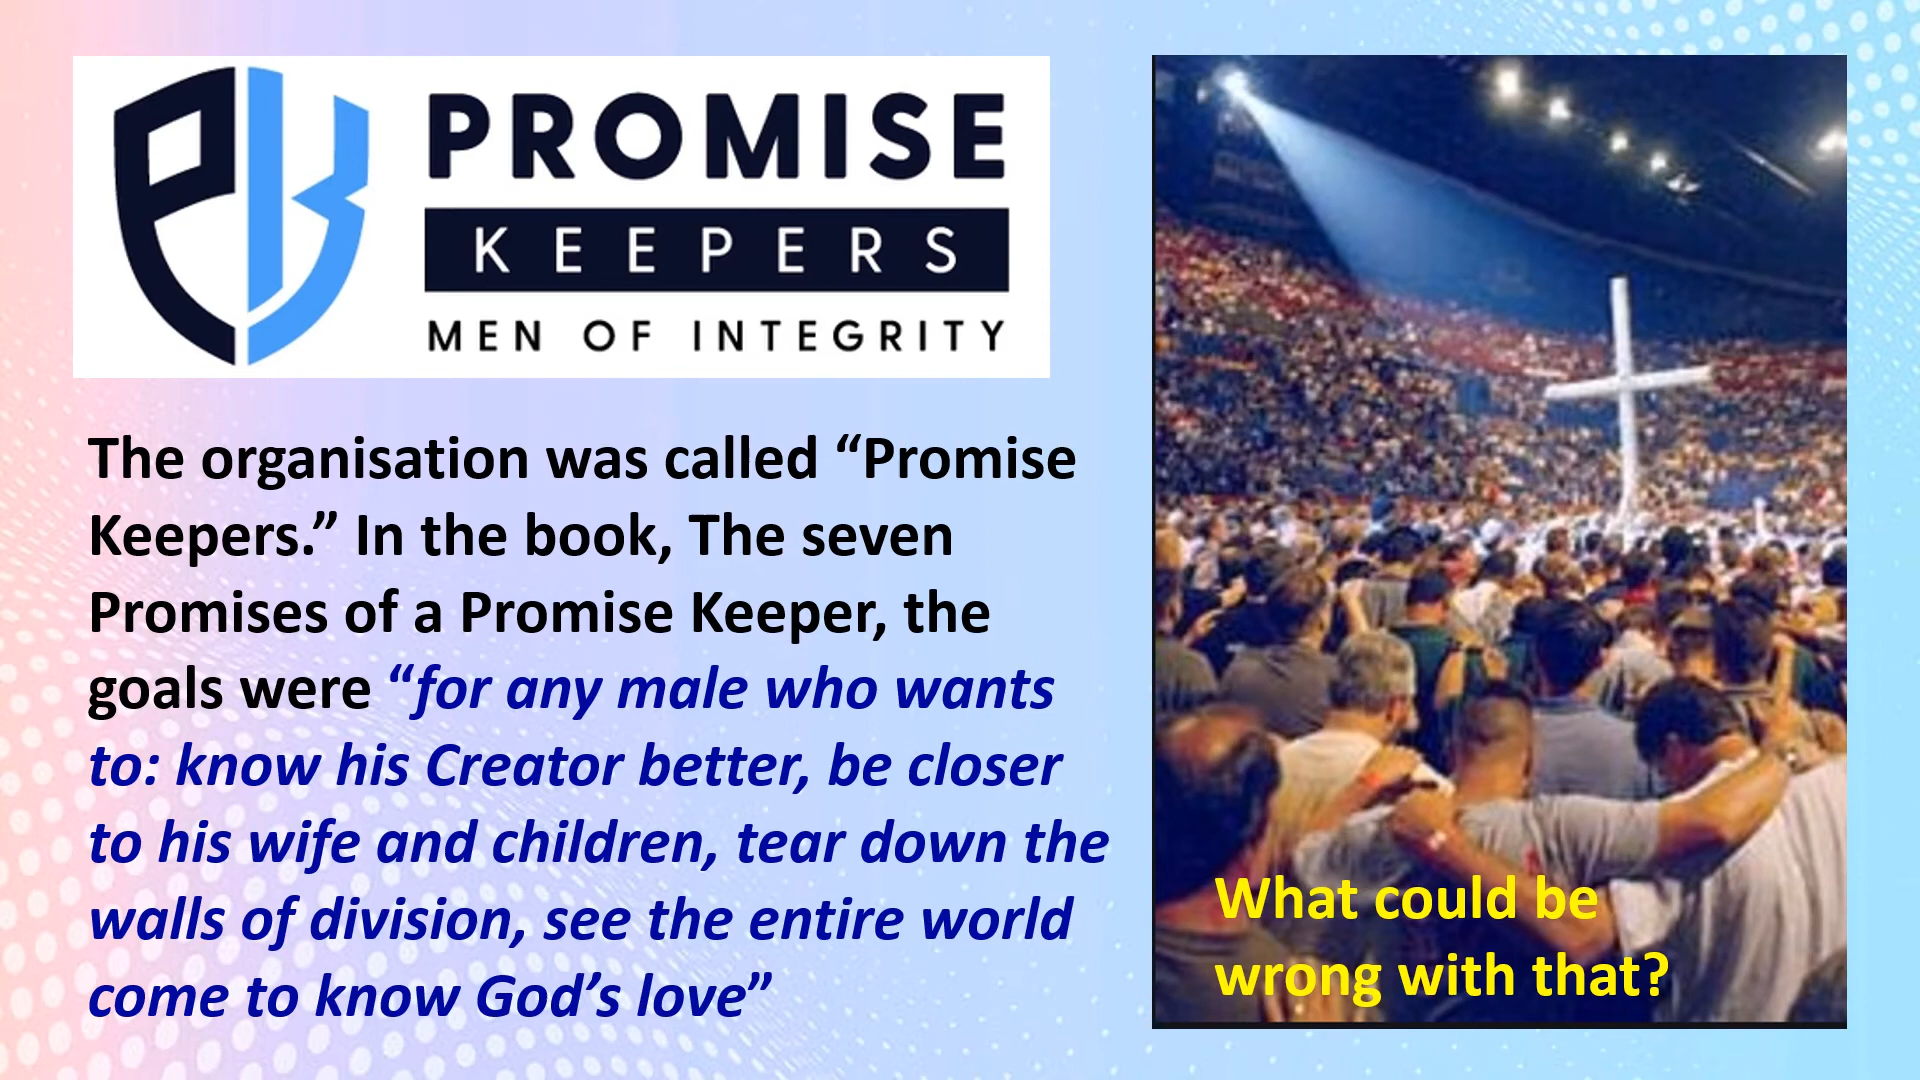 PROMISE
KEEPERS
MEN OF INTEGRITY
The organisation was called “Promise
Keepers.” In the book, The seven
Promises of a Promise Keeper, the
goals were “for any male who wants
to: know his Creator better, be closer
to his wife and children, tear down the
walls of division, see the entire world
come to know God’s love”
What could be
wrong with that?